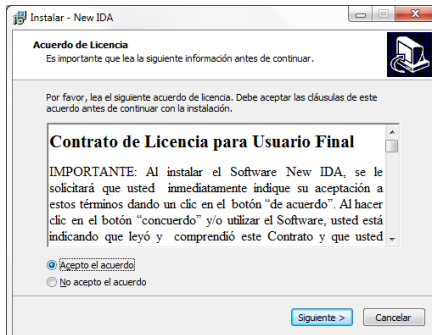 Instalar - New IDA
Acuerdo de Licencia
Es importante que lea la siguiente información antes de continuar.
Por favor, lea el siguiente acuerdo de licencia. Debe aceptar las cláusulas de este
acuerdo antes de continuar con la instalación.
Contrato de Licencia para Usuario Final
IMPORTANTE: Al instalar el Software New IDA, se le
solicitará que usted inmediatamente indique su aceptación a
estos términos dando un clic en el botón “de acuerdo”. Al hacer
clic en el botón “concuerdo” y/o utilizar el Software, usted está
indicando que leyó y comprendió este Contrato y que usted
Acepto el acuerdo
No acepto el acuerdo
Siguiente >
Cancelar